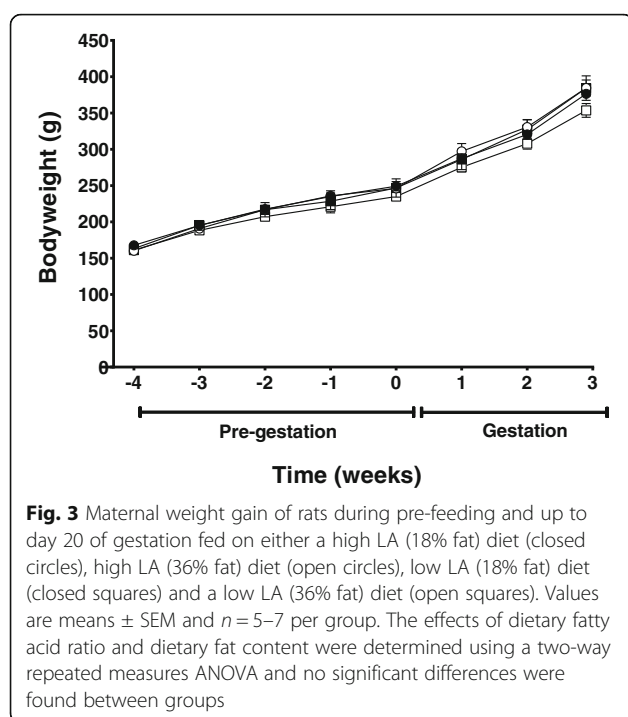 450
400
350
300
250
200
150
100
50
0
Bodyweight (g)
-4 -3 -2 -1 0 1 2 3
Pre-gestation Gestation
Time (weeks)
Fig. 3 Maternal weight gain of rats during pre-feeding and up to
day 20 of gestation fed on either a high LA (18% fat) diet (closed
circles), high LA (36% fat) diet (open circles), low LA (18% fat) diet
(closed squares) and a low LA (36% fat) diet (open squares). Values
are means ± SEM and n = 5–7 per group. The effects of dietary fatty
acid ratio and dietary fat content were determined using a two-way
repeated measures ANOVA and no significant differences were
found between groups